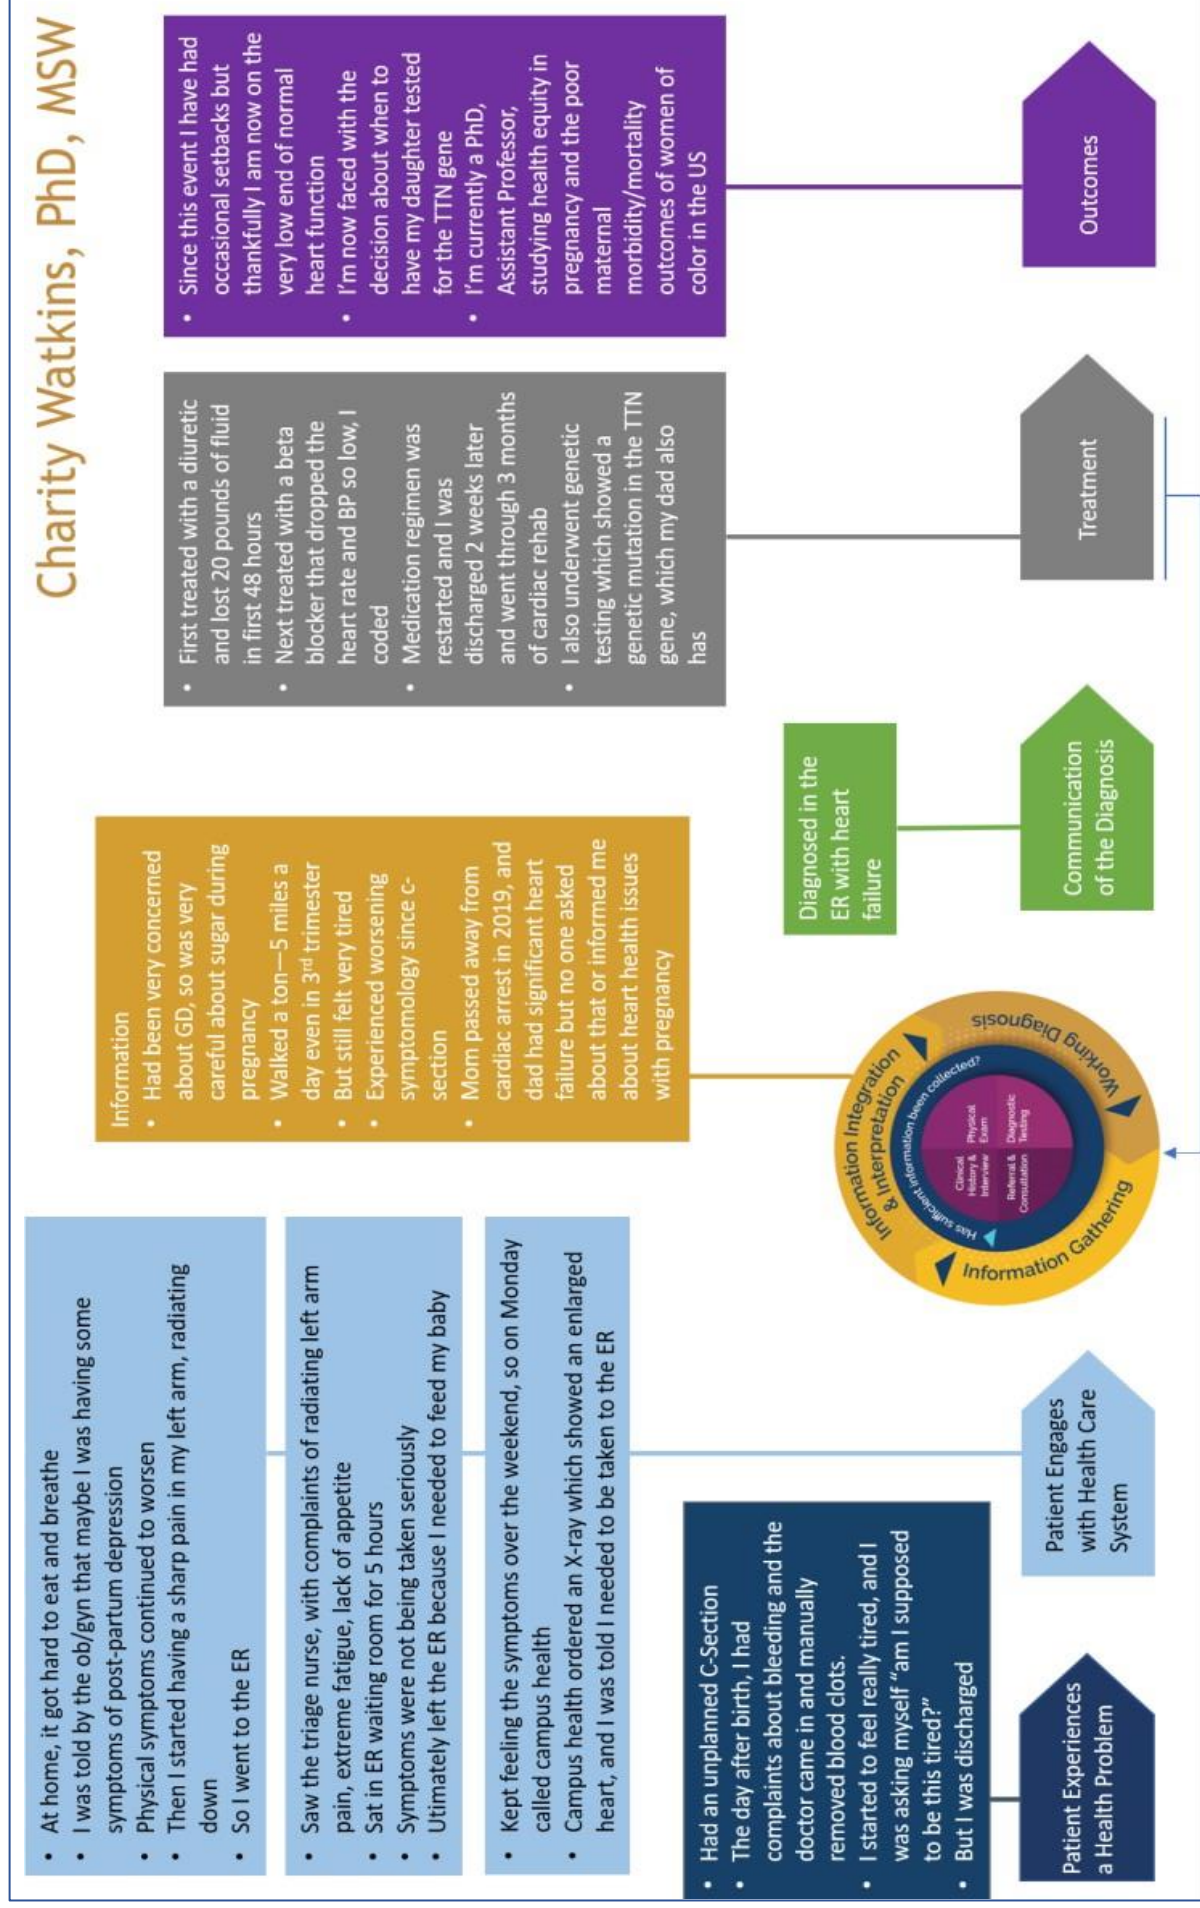 Charity Watkins, PhD, MSW
• At home, it got hard to eat and breathe
• I was told by the ob/gyn that maybe I was having some
symptoms of post-partum depression
• Physical symptoms continued to worsen
• Then I started having a sharp pain in my left arm, radiating
down
• So I went to the ER
• Saw the triage nurse, with complaints of radiating left arm
pain, extreme fatigue, lack of appetite
• Sat in ER waiting room for 5 hours
• Symptoms were not being taken seriously
• Utimately left the ER because I needed to feed my baby
• Kept feeling the symptoms over the weekend, so on Monday
called campus health
• Campus health ordered an X-ray which showed an enlarged
heart, and I was told I needed to be taken to the ER
• Had an unplanned C-Section
• The day after birth, I had
complaints about bleeding and the
doctor came in and manually
removed blood clots.
• I started to feel really tired, and I
was asking myself “am I supposed
to be this tired?”
• But I was discharged
Information
• Had been very concerned
about GD, so was very
careful about sugar during
pregnancy
• Walked a ton—5 miles a
day even in 3rd trimester
• But still felt very tired
• Experienced worsening
symptomology since c-
section
• Mom passed away from
cardiac arrest in 2019, and
dad had significant heart
failure but no one asked
about that or informed me
about heart health issues
with pregnancy
Diagnosed in the
ER with heart
failure
• First treated with a diuretic
and lost 20 pounds of fluid
in first 48 hours
• Next treated with a beta
blocker that dropped the
heart rate and BP so low, I
coded
• Medication regimen was
restarted and I was
discharged 2 weeks later
and went through 3 months
of cardiac rehab
• I also underwent genetic
testing which showed a
genetic mutation in the TTN
gene, which my dad also
has
• Since this event I have had
occasional setbacks but
thankfully I am now on the
very low end of normal
heart function
• I’m now faced with the
decision about when to
have my daughter tested
for the TTN gene
• I’m currently a PhD,
Assistant Professor,
studying health equity in
pregnancy and the poor
maternal
morbidity/mortality
outcomes of women of
color in the US
Patient Experiences
a Health Problem
Patient Engages
with Health Care
System
Information Integration
& Interpretation
Working Diagnosis
Information Gathering
Has sufficient information been collected?
Clinical
History &
Interview
Physical
Exam
Referral &
Consultation
Diagnostic
Testing
Communication
of the Diagnosis
Treatment
Outcomes